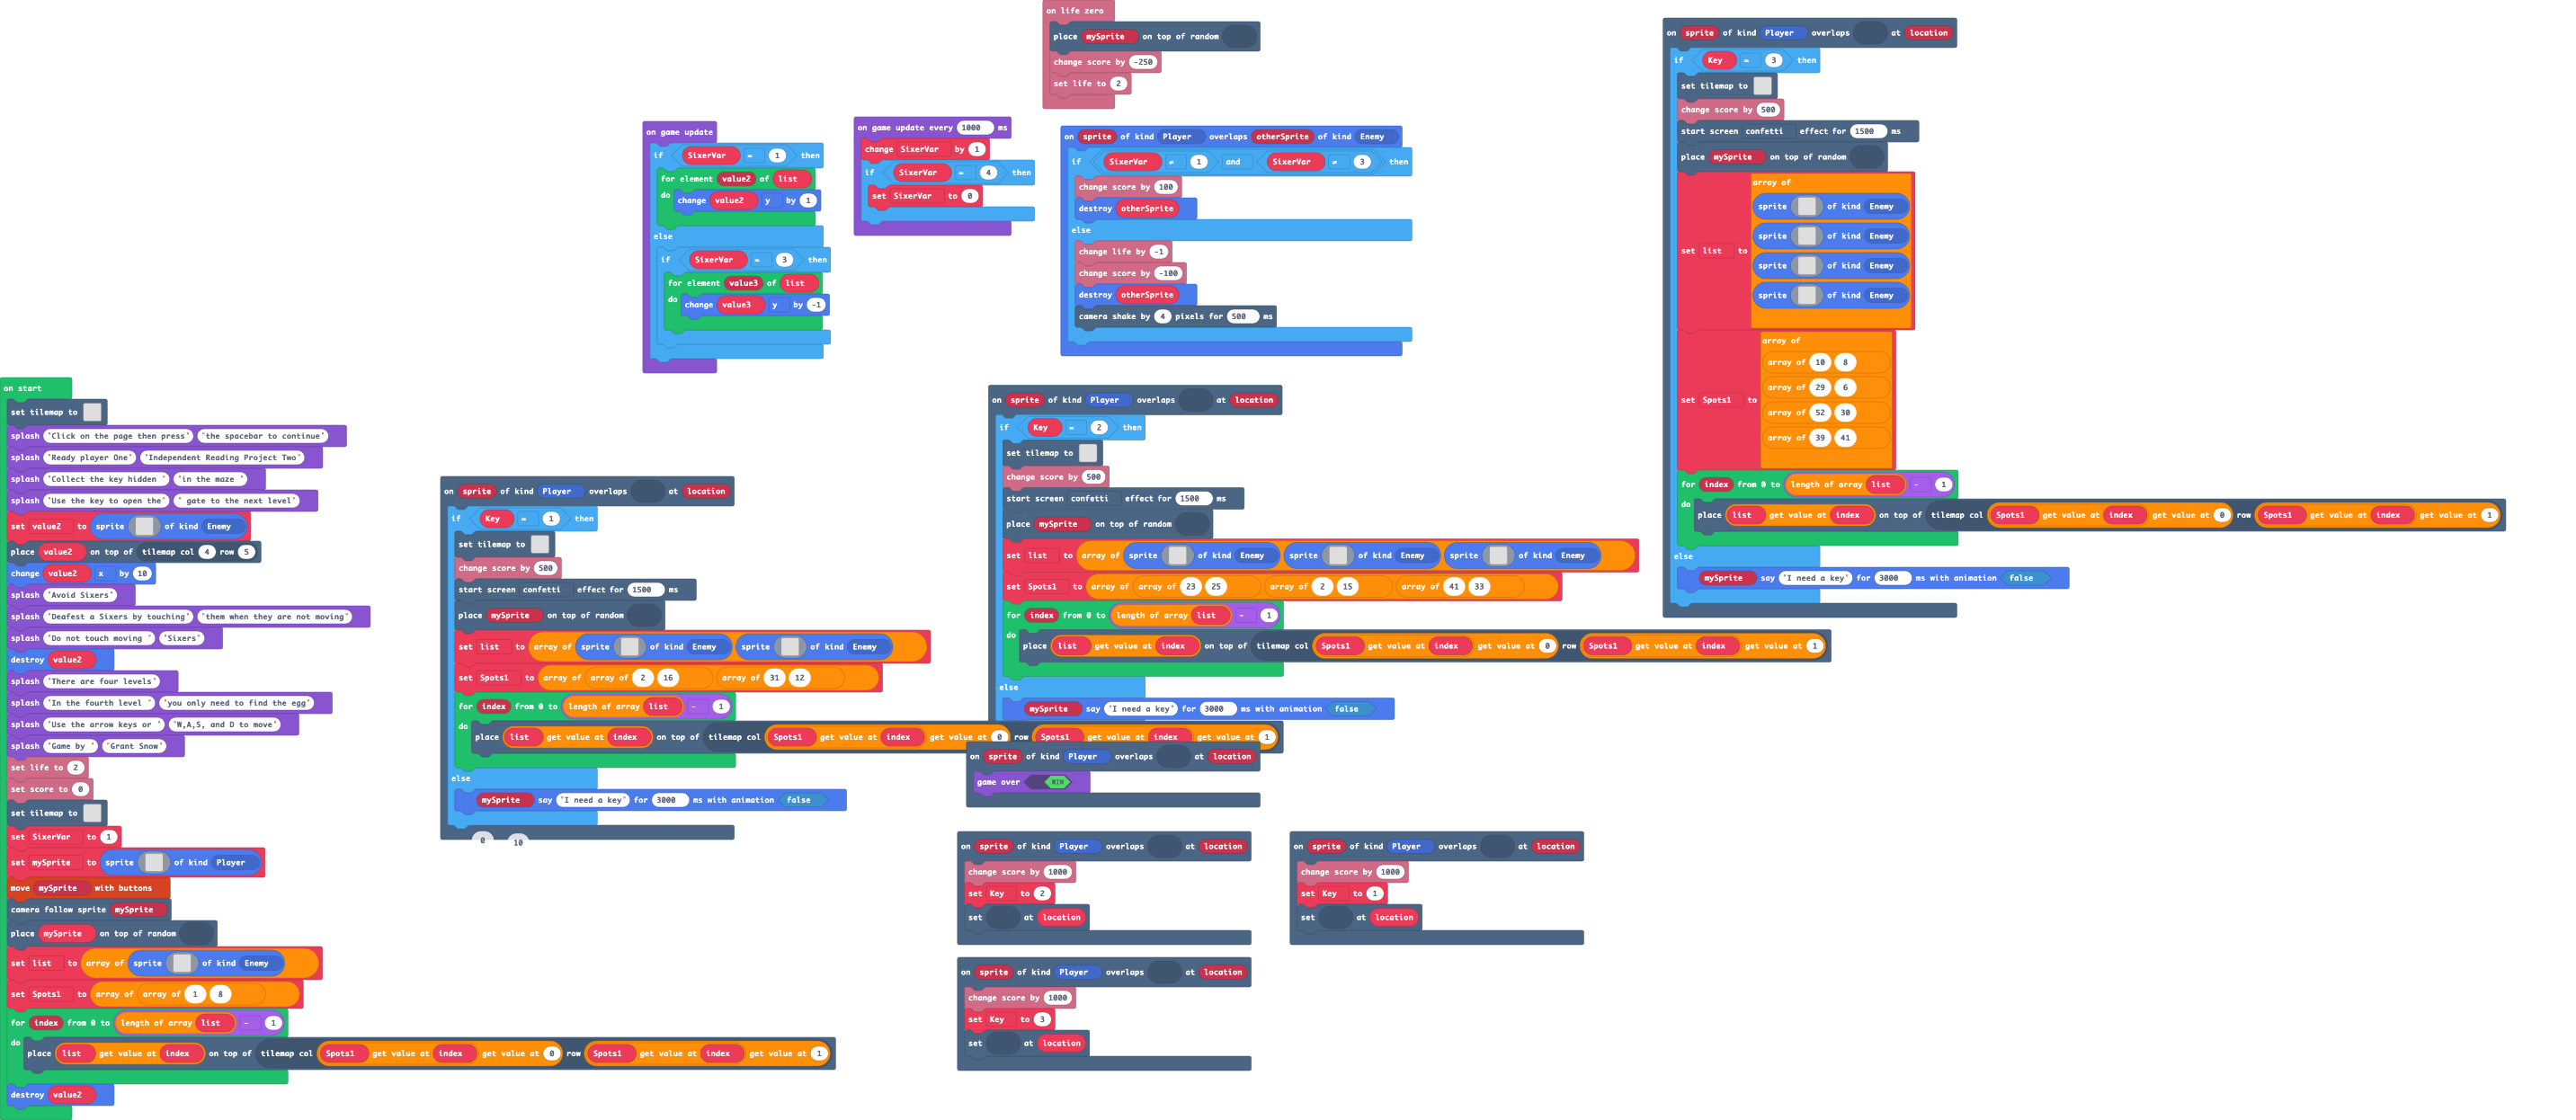 on life zero
place mySprite on top of random
change score by -250
set life to 2
on sprite of kind Player overlaps at location
if Key = 3 then
set tilemap to
change score by 500
start screen confetti effect for 1500 ms
place mySprite on top of random
set list to array of
sprite of kind Enemy
sprite of kind Enemy
sprite of kind Enemy
sprite of kind Enemy
set Spots1 to array of
array of 10 8
array of 29 6
array of 52 30
array of 39 41
for index from 0 to length of array list - 1
do place list get value at index on top of tilemap col Spots1 get value at index get value at 0 row Spots1 get value at index get value at 1
else
mySprite say "I need a key" for 3000 ms with animation false
on game update
if SixerVar = 1 then
for element value2 of list
do change value2 y by 1
else
if SixerVar = 3 then
for element value3 of list
do change value3 y by -1
on game update every 1000 ms
change SixerVar by 1
if SixerVar = 4 then
set SixerVar to 0
on sprite of kind Player overlaps otherSprite of kind Enemy
if SixerVar ≠ 1 and SixerVar ≠ 3 then
change score by 100
destroy otherSprite
else
change life by -1
change score by -100
destroy otherSprite
camera shake by 4 pixels for 500 ms
on start
set tilemap to
splash "Click on the page then press" "the spacebar to continue"
splash "Ready player One" "Independent Reading Project Two"
splash "Collect the key hidden " "in the maze "
splash "Use the key to open the" " gate to the next level"
set value2 to sprite of kind Enemy
place value2 on top of tilemap col 4 row 5
change value2 x by 10
splash "Avoid Sixers"
splash "Deafest a Sixers by touching" "them when they are not moving"
splash "Do not touch moving " "Sixers"
destroy value2
splash "There are four levels"
splash "In the fourth level " "you only need to find the egg"
splash "Use the arrow keys or " "W,A,S, and D to move"
splash "Game by " "Grant Snow"
set life to 2
set score to 0
set tilemap to
set SixerVar to 1
set mySprite to sprite of kind Player
move mySprite with buttons
camera follow sprite mySprite
place mySprite on top of random
set list to array of sprite of kind Enemy
set Spots1 to array of array of 1 8
for index from 0 to length of array list - 1
do place list get value at index on top of tilemap col Spots1 get value at index get value at 0 row Spots1 get value at index get value at 1
destroy value2
on sprite of kind Player overlaps at location
if Key = 1 then
set tilemap to
change score by 500
start screen confetti effect for 1500 ms
place mySprite on top of random
set list to array of sprite of kind Enemy sprite of kind Enemy
set Spots1 to array of array of 2 16 array of 31 12
for index from 0 to length of array list - 1
do place list get value at index on top of tilemap col Spots1 get value at index get value at 0 row Spots1 get value at index get value at 1
else
mySprite say "I need a key" for 3000 ms with animation false
0 10
on sprite of kind Player overlaps at location
if Key = 2 then
set tilemap to
change score by 500
start screen confetti effect for 1500 ms
place mySprite on top of random
set list to array of sprite of kind Enemy sprite of kind Enemy sprite of kind Enemy
set Spots1 to array of array of 23 25 array of 2 15 array of 41 33
for index from 0 to length of array list - 1
do place list get value at index on top of tilemap col Spots1 get value at index get value at 0 row Spots1 get value at index get value at 1
else
mySprite say "I need a key" for 3000 ms with animation false
on sprite of kind Player overlaps at location
game over WIN
on sprite of kind Player overlaps at location
change score by 1000
set Key to 2
set at location
on sprite of kind Player overlaps at location
change score by 1000
set Key to 1
set at location
on sprite of kind Player overlaps at location
change score by 1000
set Key to 3
set at location